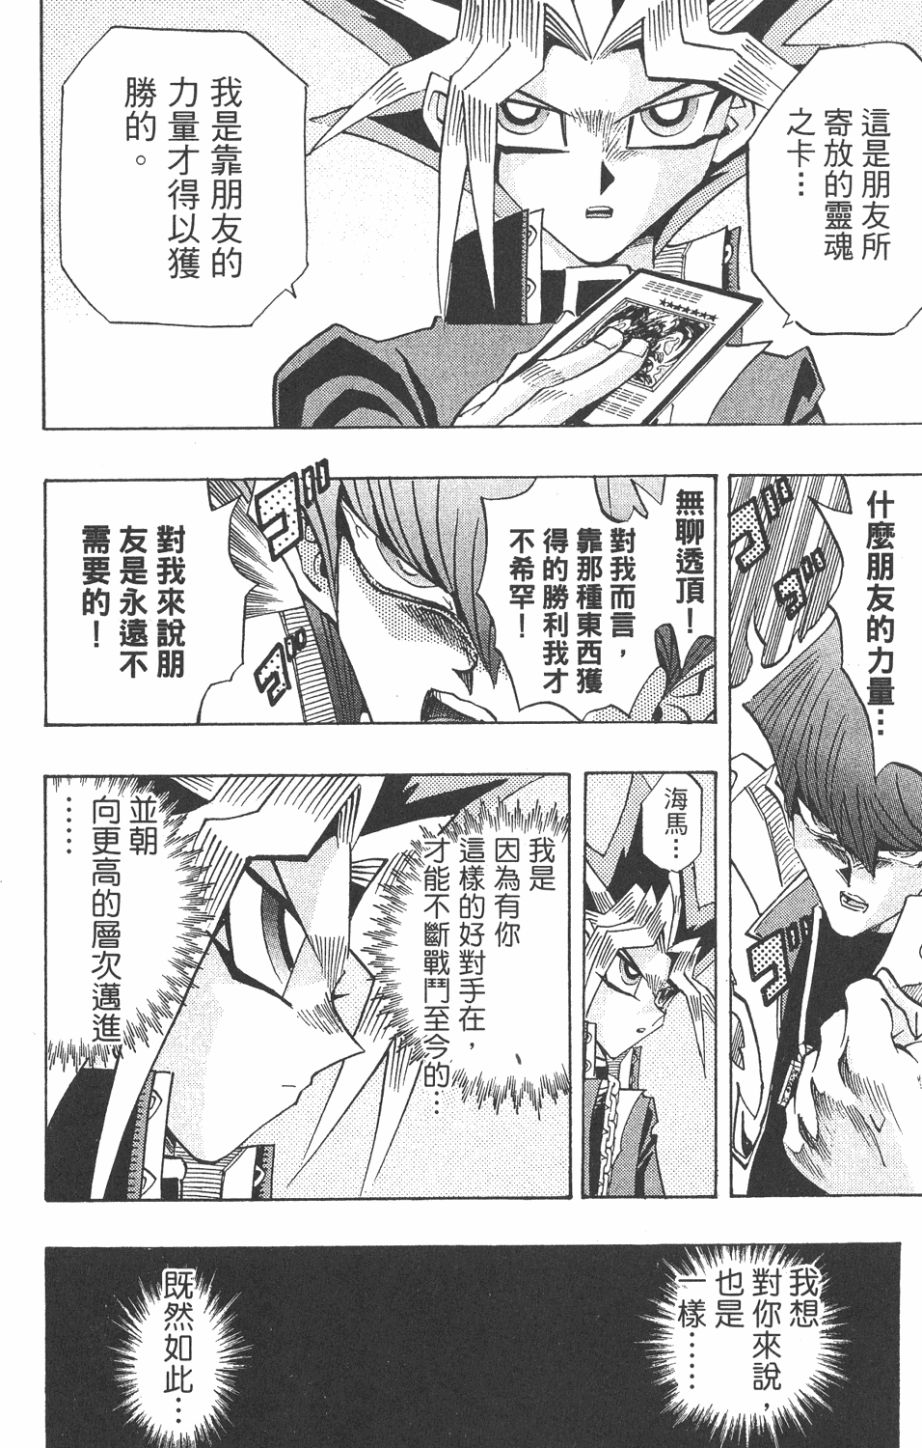 這是朋友所
寄放的靈魂
之卡…
我是靠朋友的
力量才得以獲
勝的。
什麼朋友的力量…
無聊透頂！
對我而言，
靠那種東西獲
得的勝利我才
不希罕！
對我來說朋
友是永遠不
需要的！
ゴ
ゴ
ゴ
ゴ
ゴ
海馬…
我是
因為有你
這樣的好對手在，
才能不斷戰鬥至今的…
並朝
向更高的層次邁進
……
我想
對你來說，
也是
一樣……
既然如此…